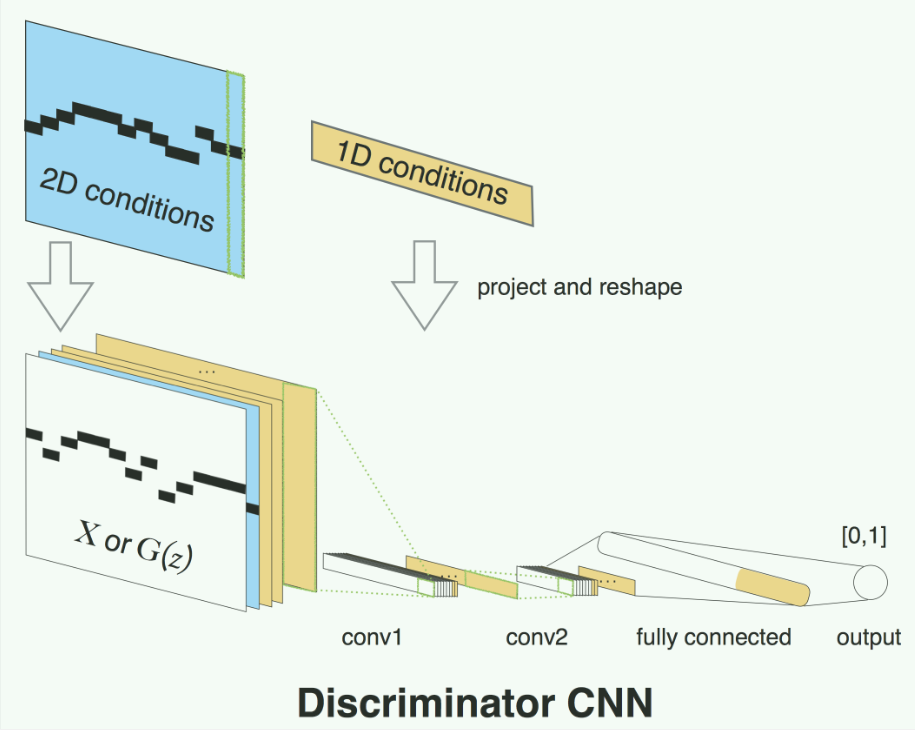 2D conditions
1D conditions
project and reshape
...
X or G(z)
...
...
[0,1]
conv1
conv2
fully connected
output
Discriminator CNN